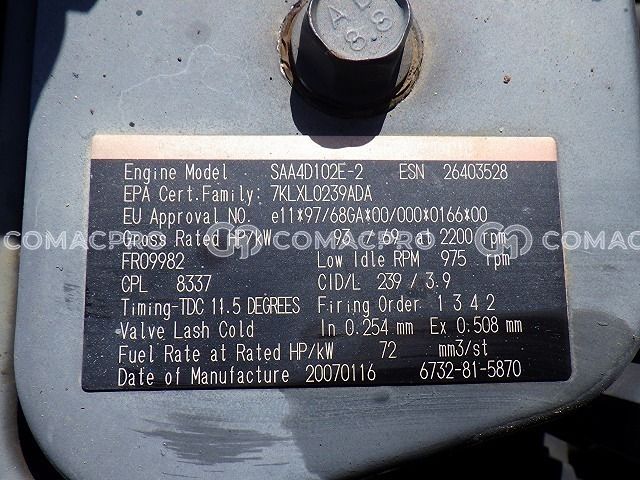 A L
8.8
Engine Model SAA4D102E-2 ESN 26403528
EPA Cert.Family: 7KLXL0239ADA
EU Approval NO. e11*97/68GA*00/000*0166*00
Gross Rated HP/kW 93 / 69 at 2200 rpm
FR09982 Low Idle RPM 975 rpm
CPL 8337 CID/L 239 / 3.9
Timing-TDC 11.5 DEGREES Firing Order 1 3 4 2
Valve Lash Cold In 0.254 mm Ex 0.508 mm
Fuel Rate at Rated HP/kW 72 mm3/st
Date of Manufacture 20070116 6732-81-5870
COMACPRO COMACPRO COMACPRO